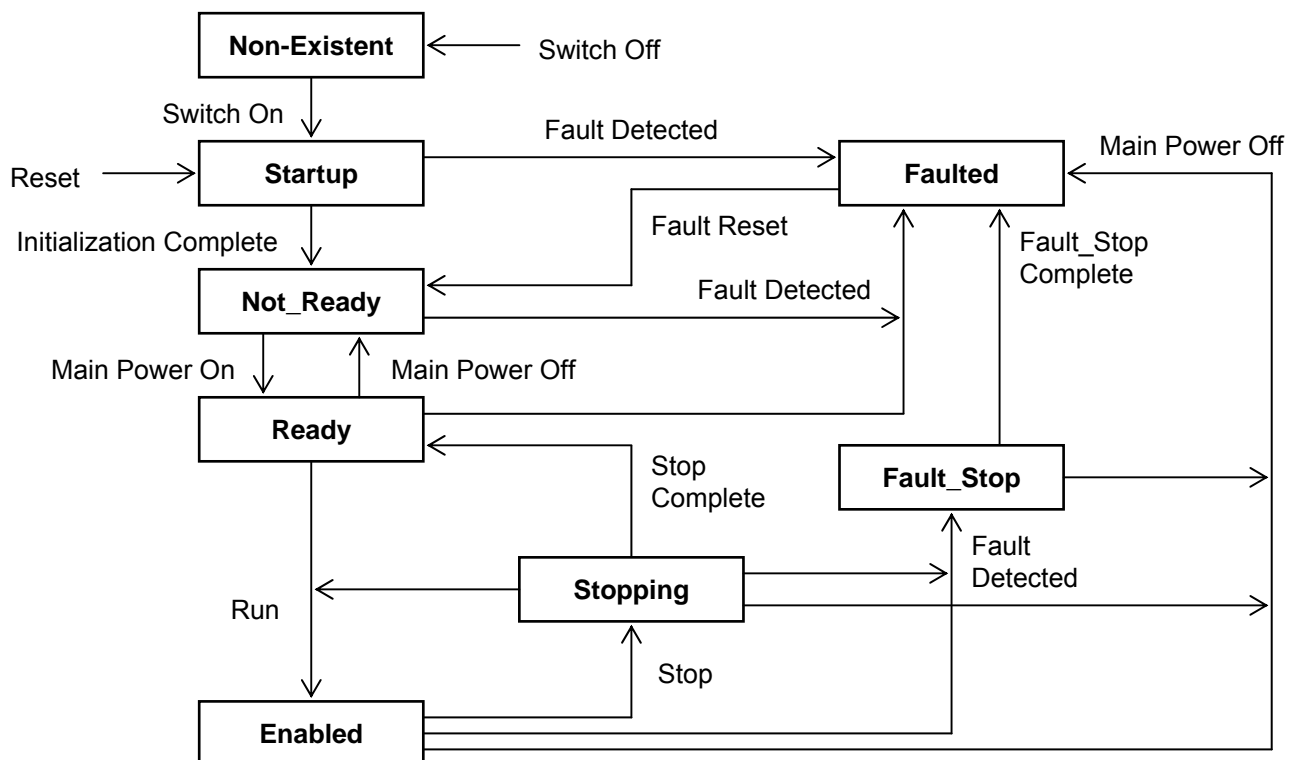 Non-Existent
Switch Off
Switch On
Fault Detected
Main Power Off
Reset
Startup
Faulted
Initialization Complete
Fault Reset
Fault_Stop
Complete
Not_Ready
Fault Detected
Main Power On
Main Power Off
Ready
Stop
Complete
Fault_Stop
Fault
Detected
Stopping
Run
Stop
Enabled